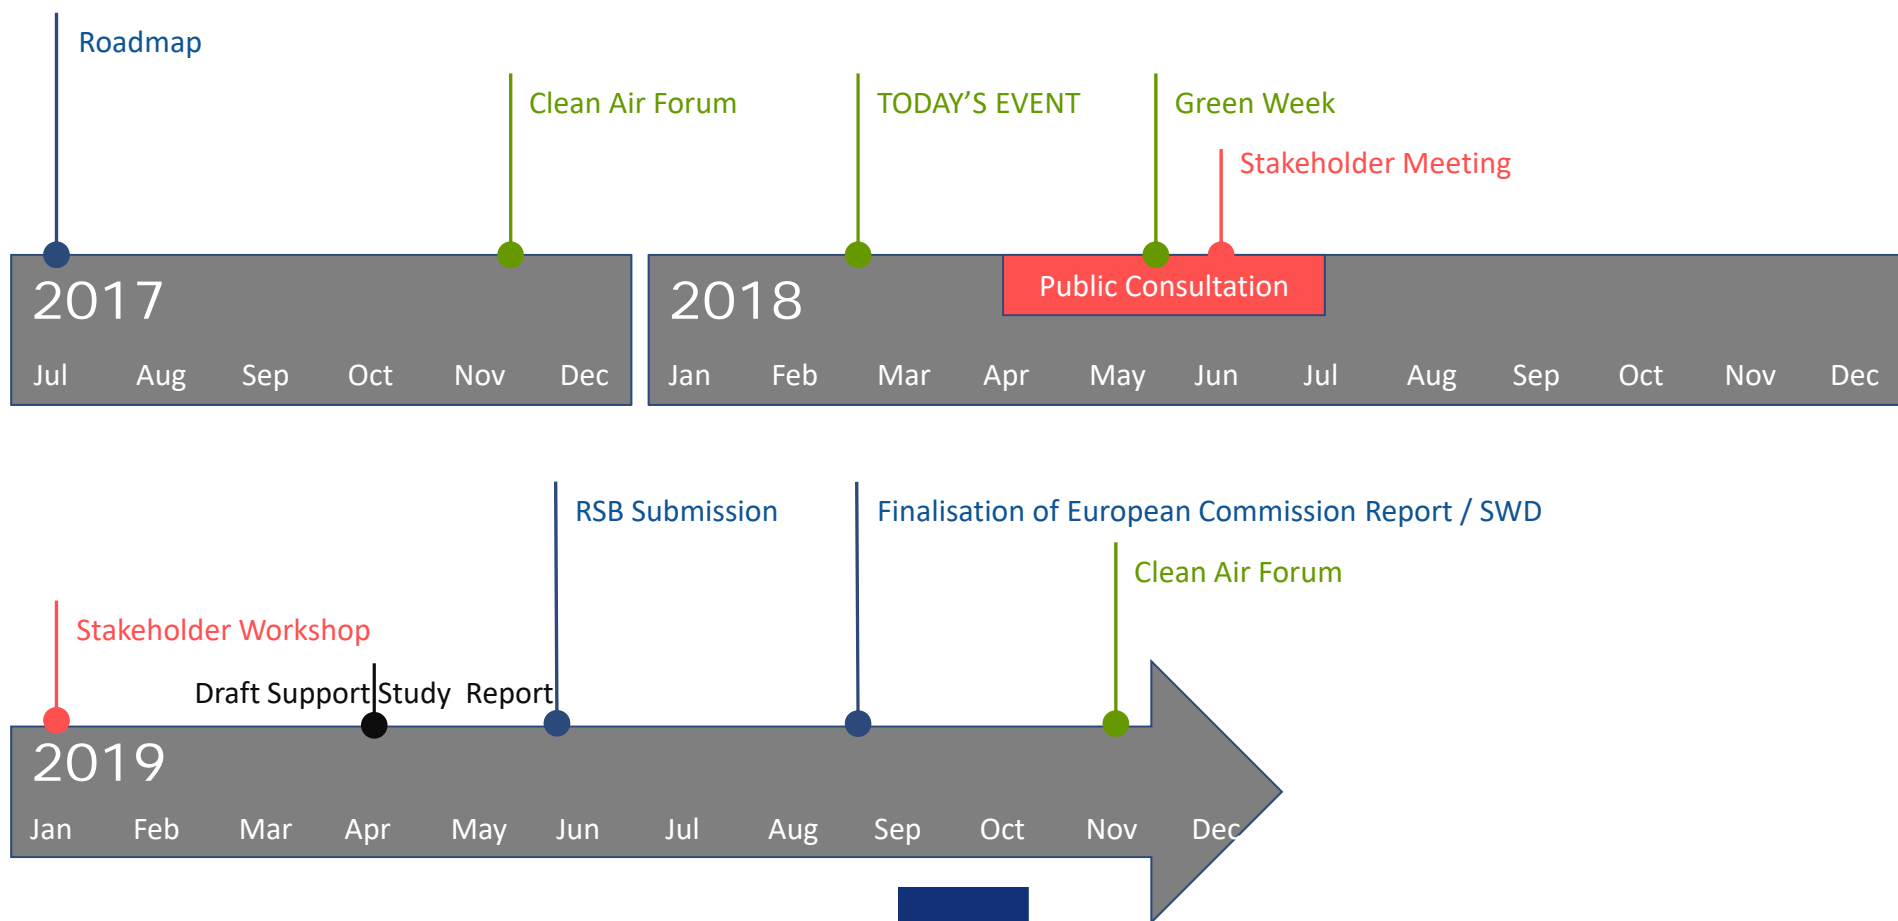 Roadmap
Clean Air Forum
TODAY'S EVENT
Green Week
Stakeholder Meeting
2017
2018
Public Consultation
Jul Aug Sep Oct Nov Dec
Jan Feb Mar Apr May Jun Jul Aug Sep Oct Nov Dec
RSB Submission
Finalisation of European Commission Report / SWD
Clean Air Forum
Stakeholder Workshop
Draft Support Study Report
2019
Jan Feb Mar Apr May Jun Jul Aug Sep Oct Nov Dec